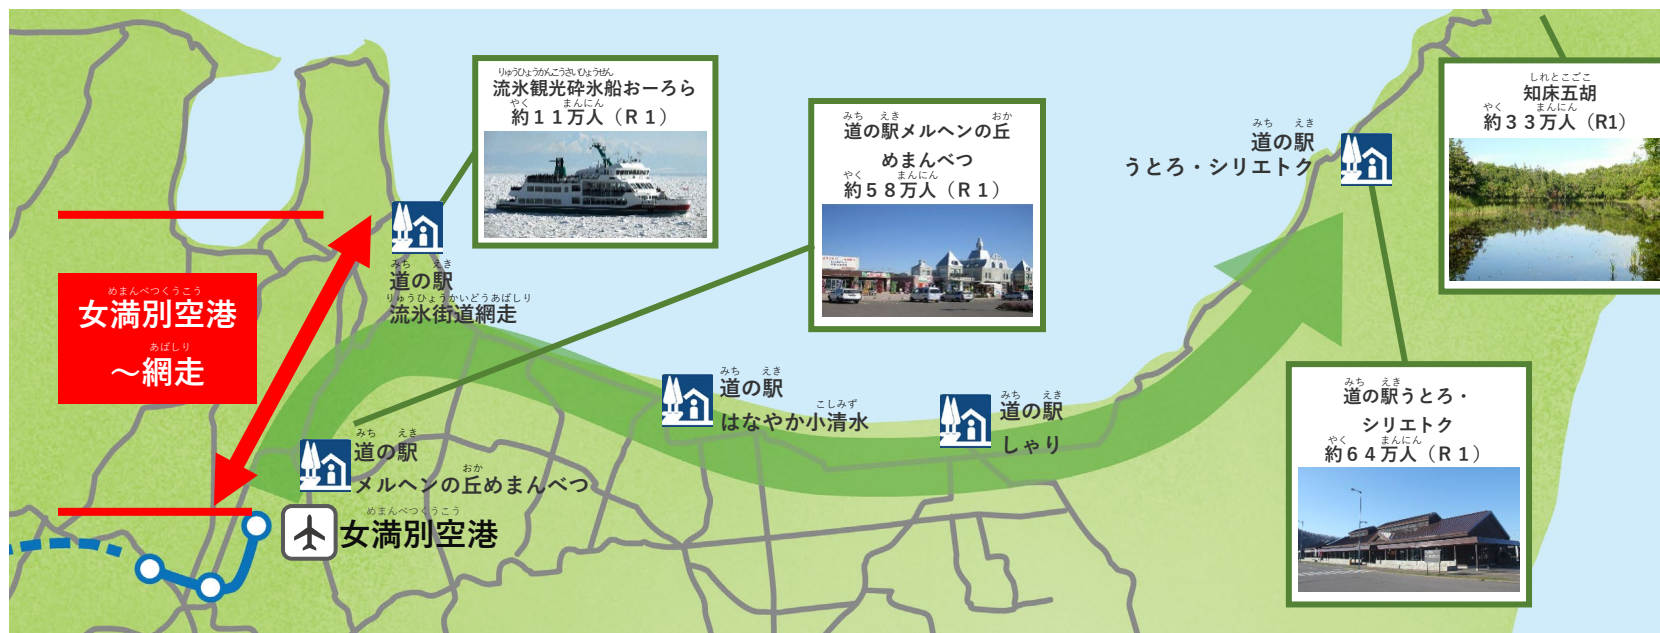 りゅうひょうかんこうさいひょうせん
流氷観光砕氷船おーろら
やく まんにん
約11万人（R1）
みち えき おか
道の駅メルヘンの丘
めまんべつ
やく まんにん
約58万人（R1）
みち えき
道の駅
うとろ・シリエトク
しれとこごこ
知床五胡
やく まんにん
約33万人（R1）
めまんべつくうこう
女満別空港
あばしり
～網走
みち えき
道の駅
りゅうひょうかいどうあばしり
流氷街道網走
みち えき
道の駅
こしみず
はなやか小清水
みち えき
道の駅
しゃり
みち えき
道の駅うとろ・
シリエトク
やく まんにん
約64万人（R1）
みち えき
道の駅
おか
メルヘンの丘めまんべつ
めまんべつくうこう
女満別空港